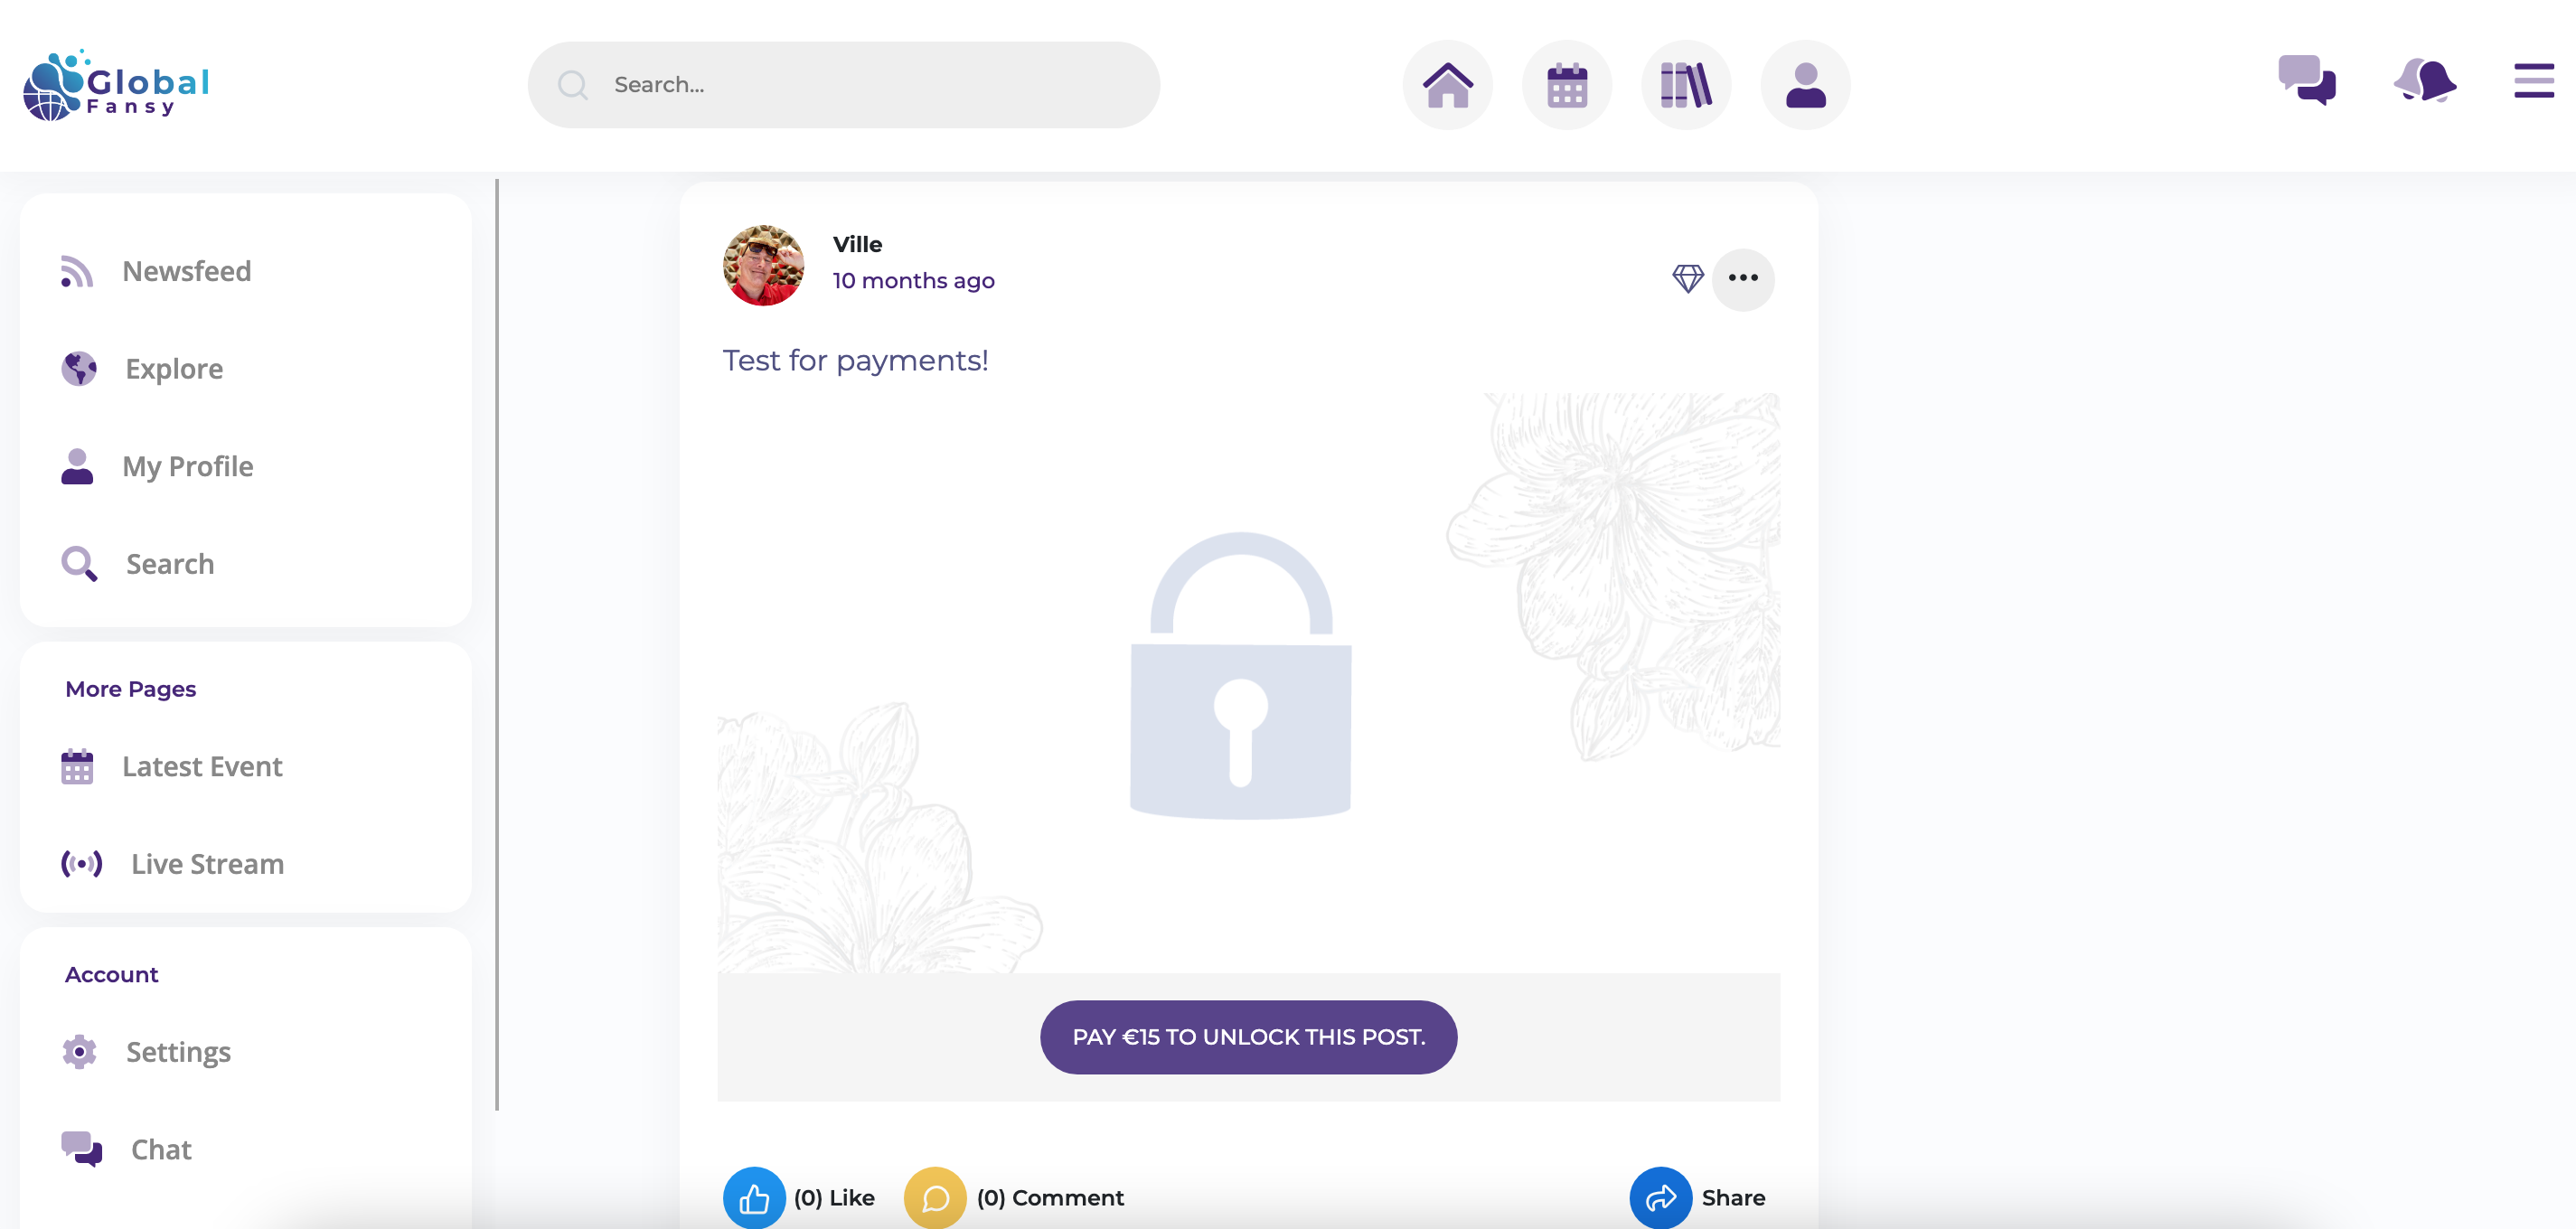 Global
Fansy
Search...
Newsfeed
Explore
My Profile
Search
More Pages
Latest Event
Live Stream
Account
Settings
Chat
Ville
10 months ago
Test for payments!
PAY €15 TO UNLOCK THIS POST.
(0) Like
(0) Comment
Share